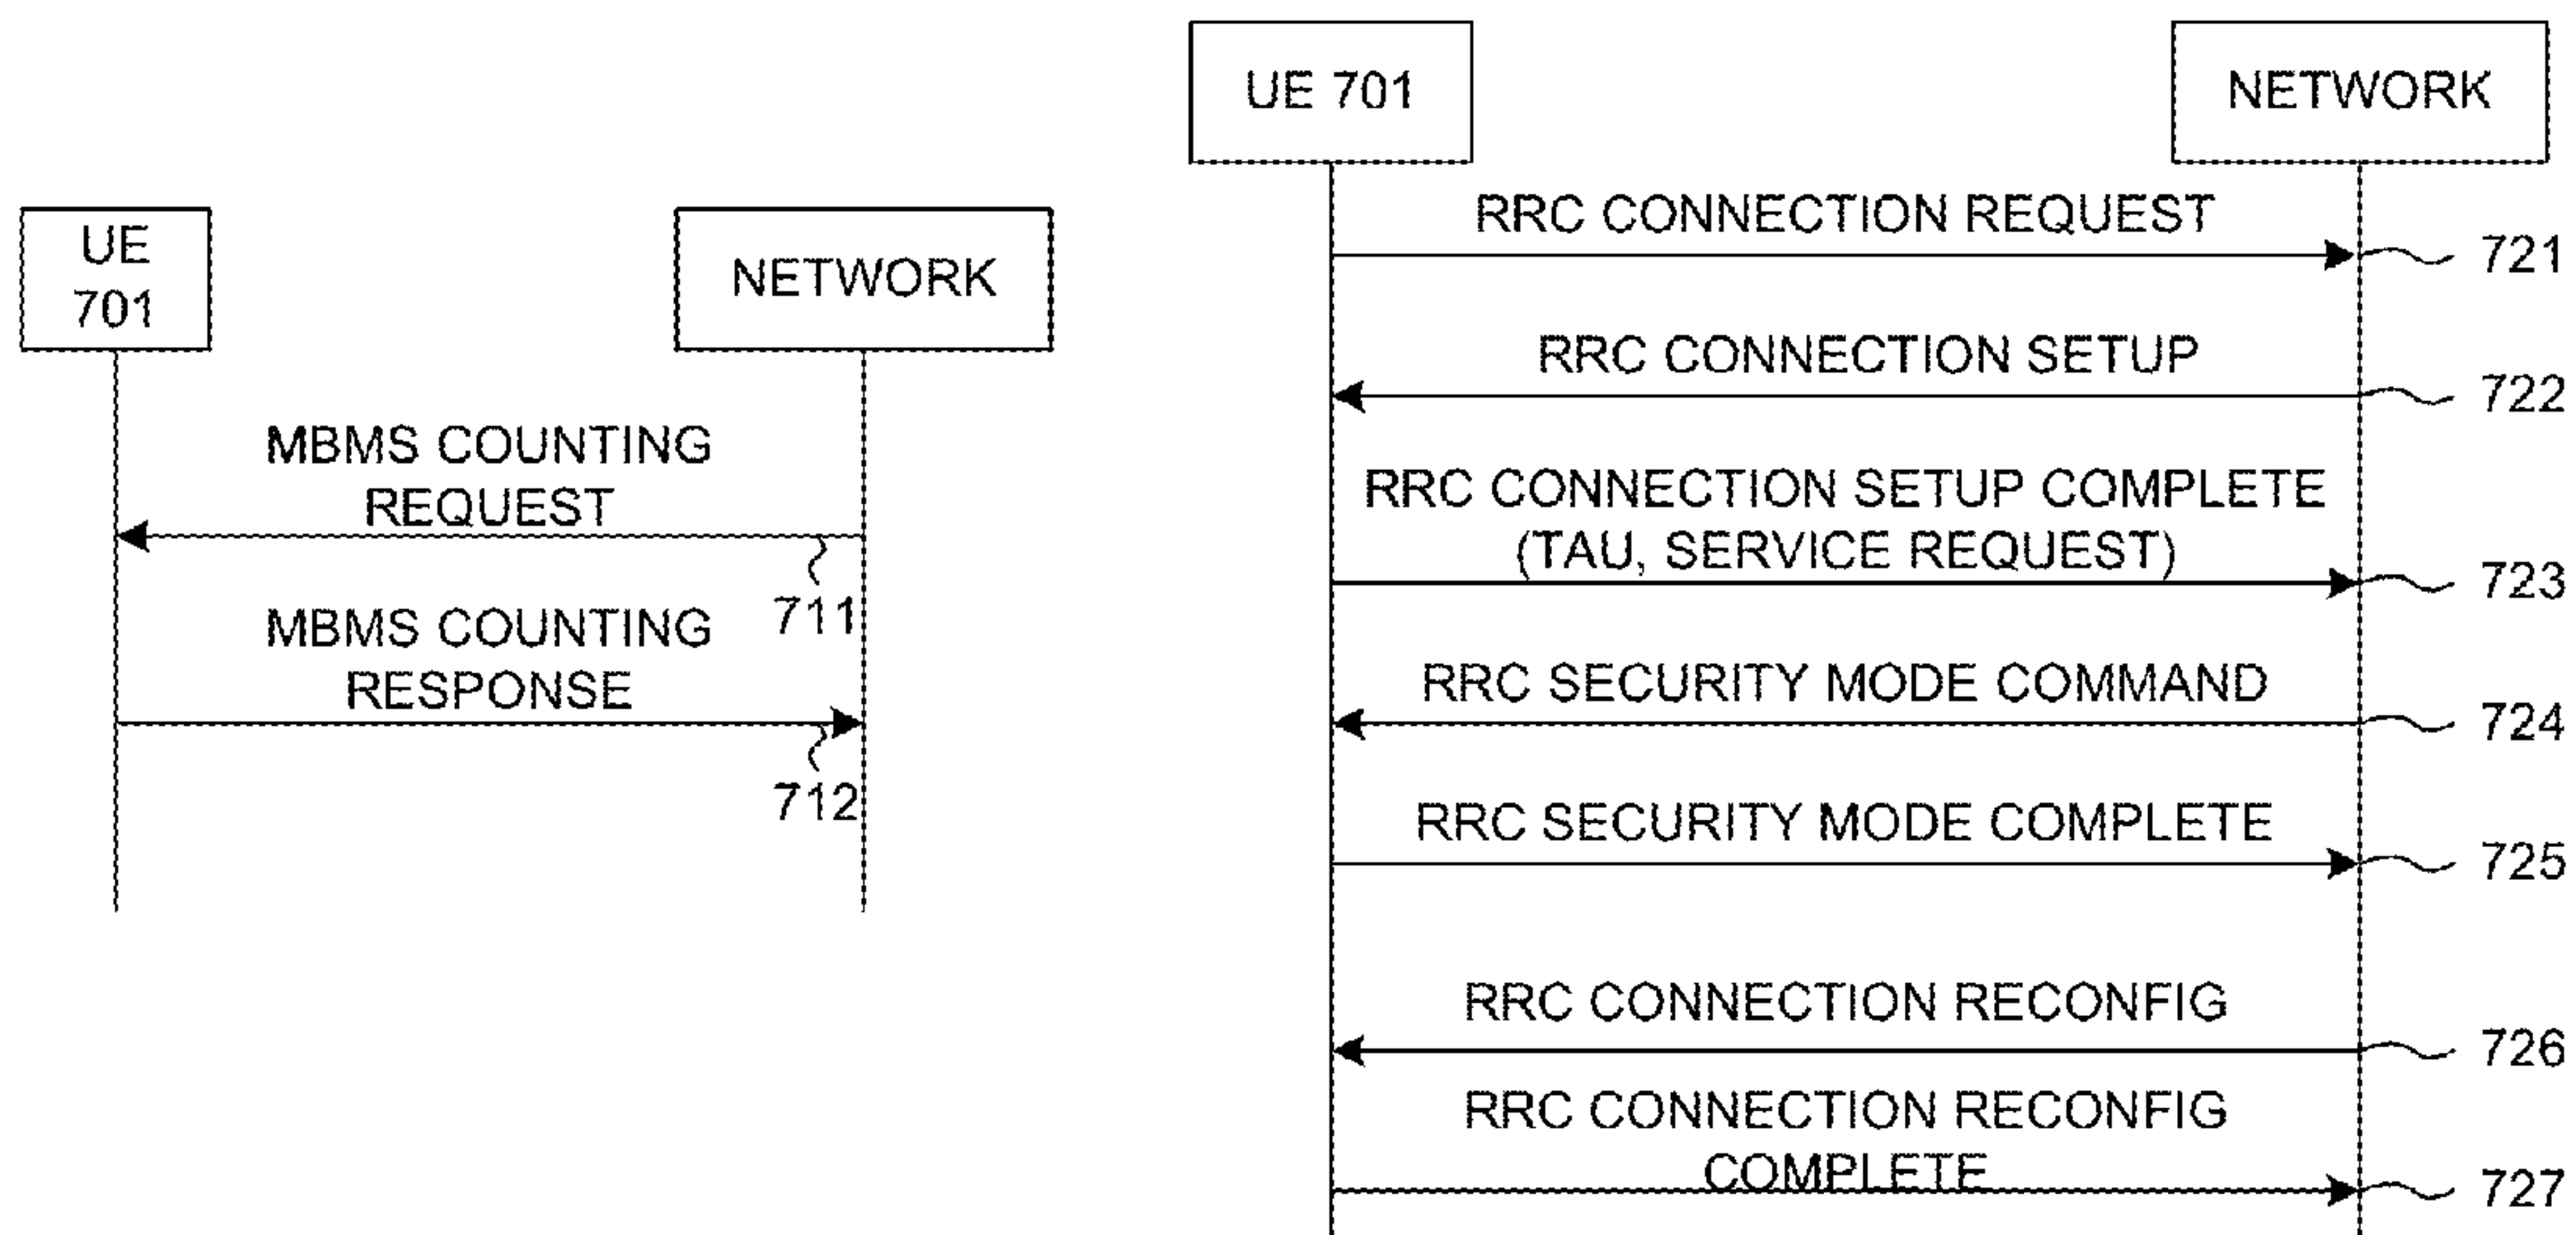 UE
701
NETWORK
MBMS COUNTING
REQUEST
711
MBMS COUNTING
RESPONSE
712
UE 701
NETWORK
RRC CONNECTION REQUEST
721
RRC CONNECTION SETUP
722
RRC CONNECTION SETUP COMPLETE
(TAU, SERVICE REQUEST)
723
RRC SECURITY MODE COMMAND
724
RRC SECURITY MODE COMPLETE
725
RRC CONNECTION RECONFIG
726
RRC CONNECTION RECONFIG
COMPLETE
727